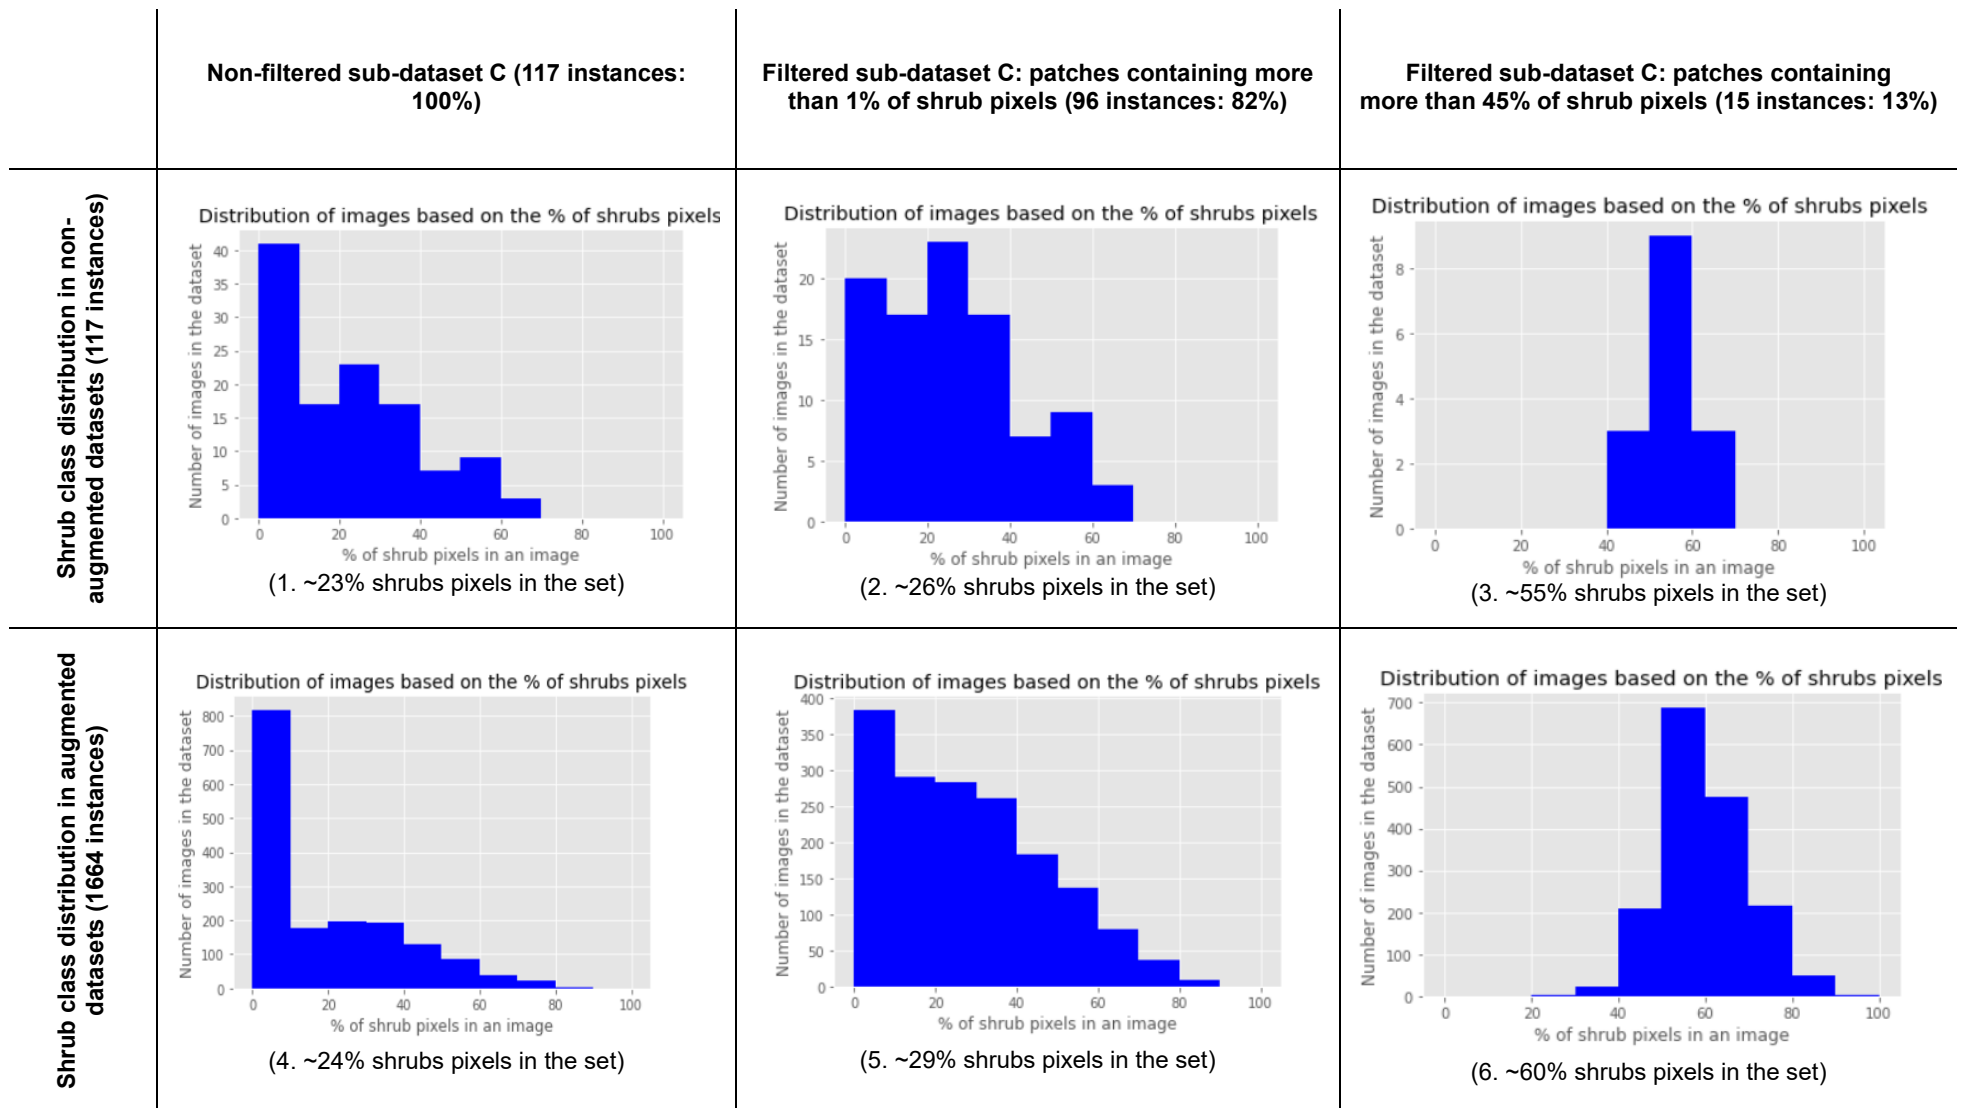 Non-filtered sub-dataset C (117 instances:
100%)
Filtered sub-dataset C: patches containing more
than 1% of shrub pixels (96 instances: 82%)
Filtered sub-dataset C: patches containing
more than 45% of shrub pixels (15 instances: 13%)
Shrub class distribution in non-
augmented datasets (117 instances)
Distribution of images based on the % of shrubs pixels
Number of images in the dataset
40
35
30
25
20
15
10
5
0
0 20 40 60 80 100
% of shrub pixels in an image
(1. ~23% shrubs pixels in the set)
Distribution of images based on the % of shrubs pixels
Number of images in the dataset
20
15
10
5
0
0 20 40 60 80 100
% of shrub pixels in an image
(2. ~26% shrubs pixels in the set)
Distribution of images based on the % of shrubs pixels
Number of images in the dataset
8
6
4
2
0
0 20 40 60 80 100
% of shrub pixels in an image
(3. ~55% shrubs pixels in the set)
Shrub class distribution in augmented
datasets (1664 instances)
Distribution of images based on the % of shrubs pixels
Number of images in the dataset
800
700
600
500
400
300
200
100
0
0 20 40 60 80 100
% of shrub pixels in an image
(4. ~24% shrubs pixels in the set)
Distribution of images based on the % of shrubs pixels
Number of images in the dataset
400
350
300
250
200
150
100
50
0
0 20 40 60 80 100
% of shrub pixels in an image
(5. ~29% shrubs pixels in the set)
Distribution of images based on the % of shrubs pixels
Number of images in the dataset
700
600
500
400
300
200
100
0
0 20 40 60 80 100
% of shrub pixels in an image
(6. ~60% shrubs pixels in the set)